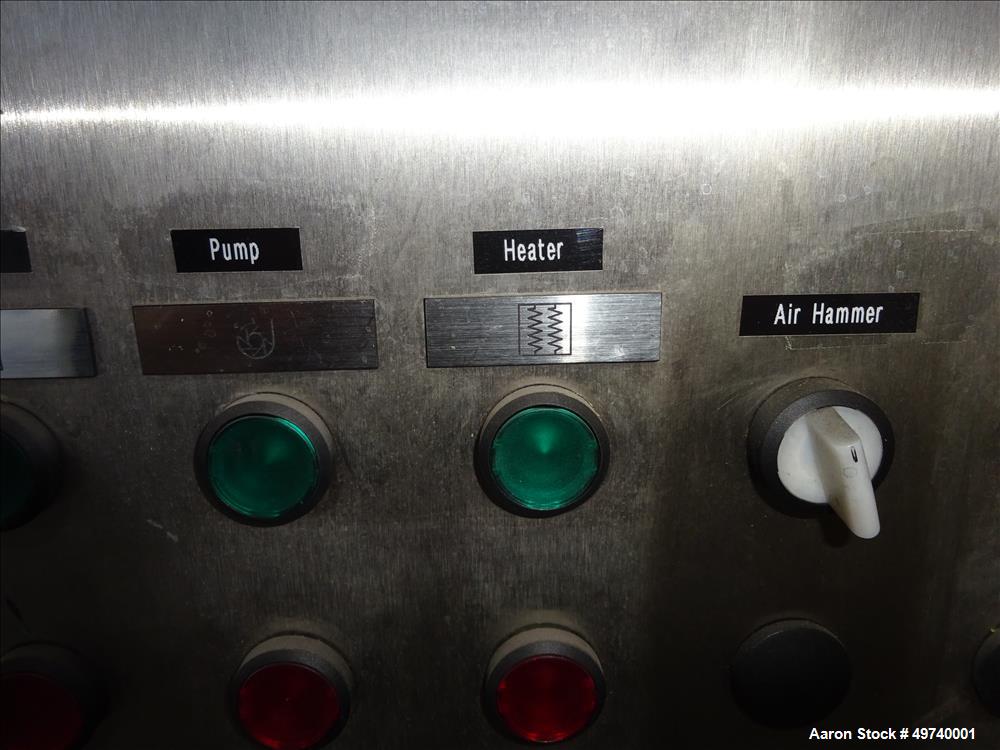 Pump
Heater
Air Hammer
Aaron Stock # 49740001